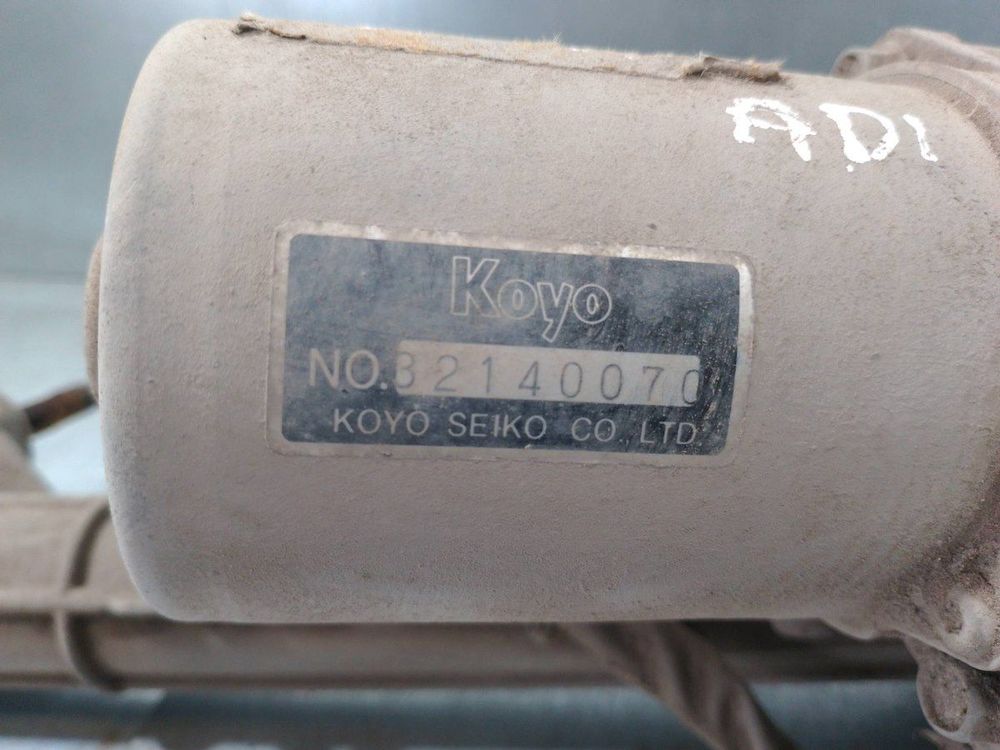 ADI
Koyo
NO.32140070
KOYO SEIKO CO.,LTD.